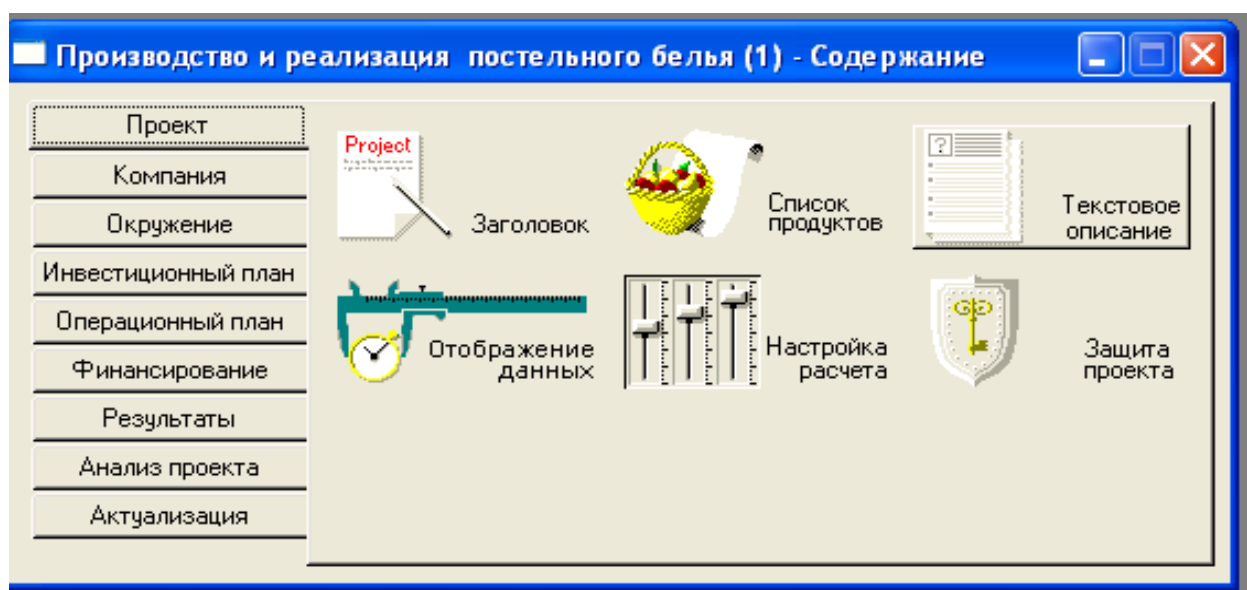 Производство и реализация постельного белья (1) - Содержание
Проект
Компания
Окружение
Инвестиционный план
Операционный план
Финансирование
Результаты
Анализ проекта
Актуализация
Project
Заголовок
Список
продуктов
?
Текстовое
описание
Отображение
данных
Настройка
расчета
Защита
проекта